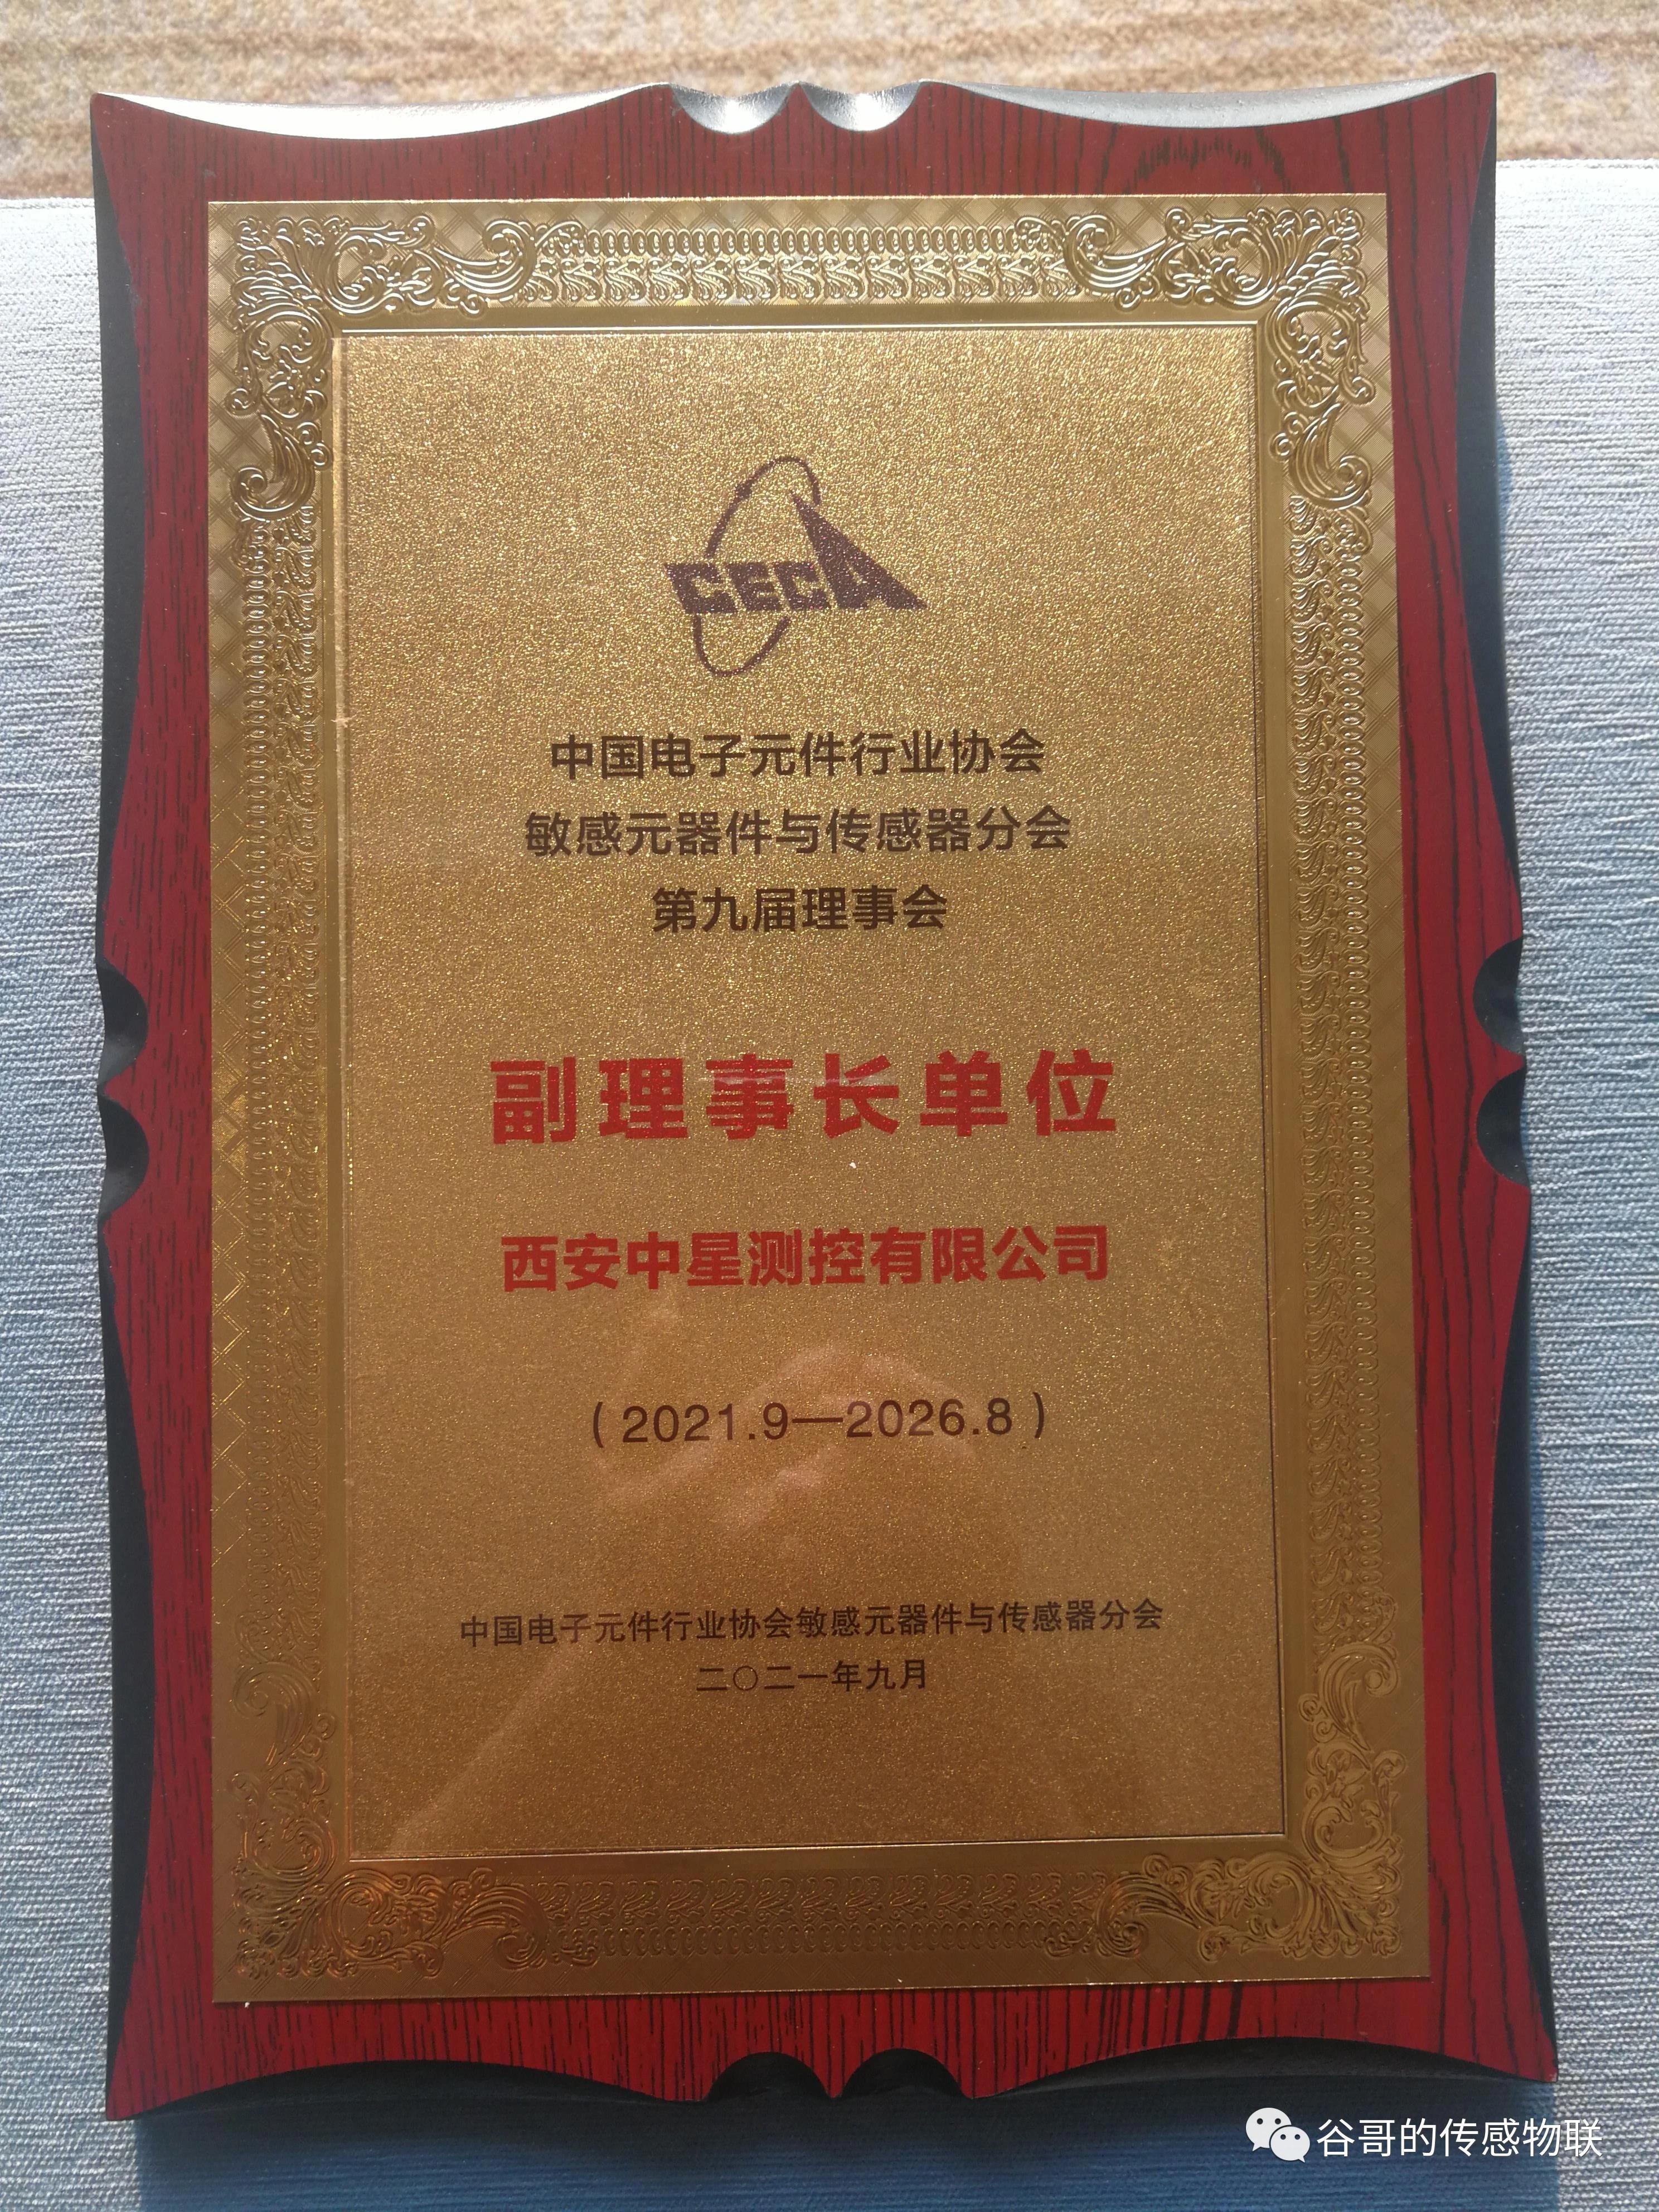 CECA
中国电子元件行业协会
敏感元器件与传感器分会
第九届理事会
副理事长单位
西安中星测控有限公司
（2021.9—2026.8）
中国电子元件行业协会敏感元器件与传感器分会
二〇二一年九月
谷哥的传感物联